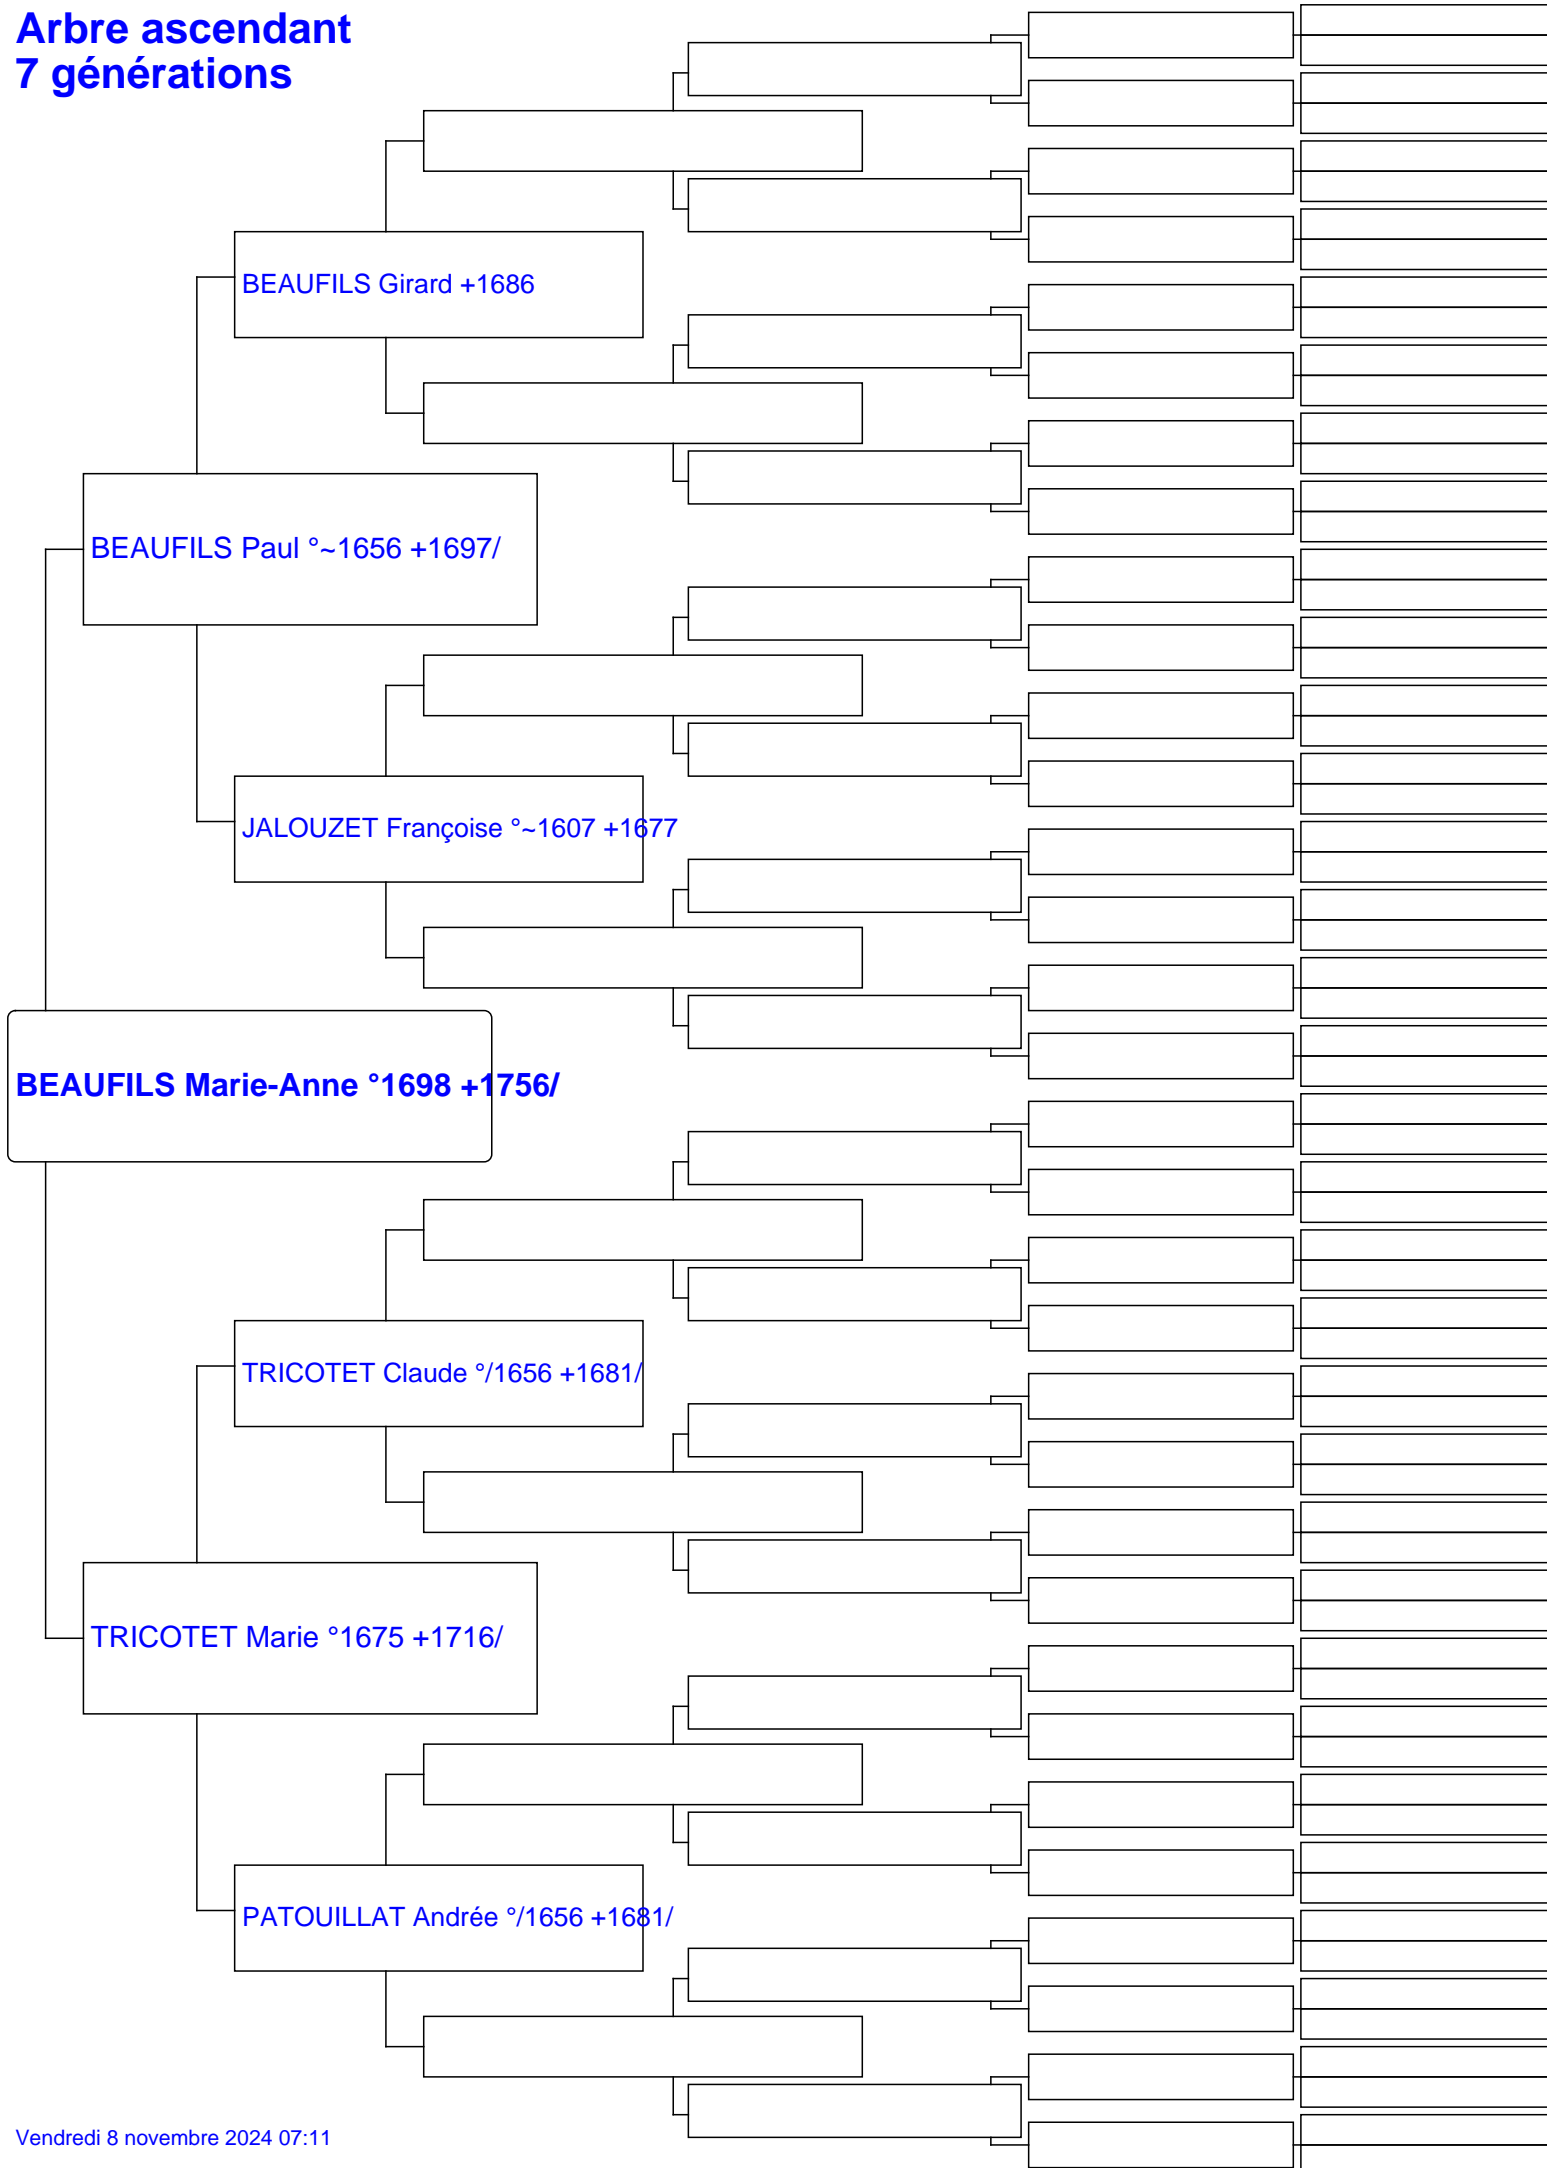 Arbre ascendant
7 générations
BEAUFILS Girard +1686
BEAUFILS Paul °~1656 +1697/
JALOUZET Françoise °~1607 +1677
BEAUFILS Marie-Anne °1698 +1756/
TRICOTET Claude °/1656 +1681/
TRICOTET Marie °1675 +1716/
PATOUILLAT Andrée °/1656 +1681/
Vendredi 8 novembre 2024 07:11